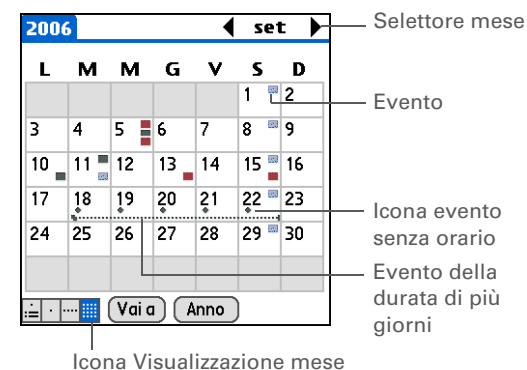 2006 set
Selettore mese
L M M G V S D
1 2
Evento
3 4 5 6 7 8 9
10 11 12 13 14 15 16
17 18 19 20 21 22 23
Icona evento
senza orario
24 25 26 27 28 29 30
Evento della
durata di più
giorni
Vai a Anno
Icona Visualizzazione mese